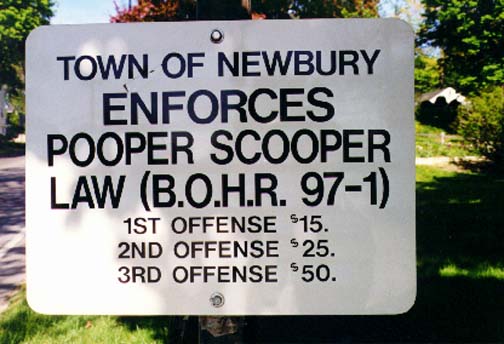 TOWN OF NEWBURY
ENFORCES
POOPER SCOOPER
LAW (B.O.H.R. 97-1)
1ST OFFENSE $15.
2ND OFFENSE $25.
3RD OFFENSE $50.